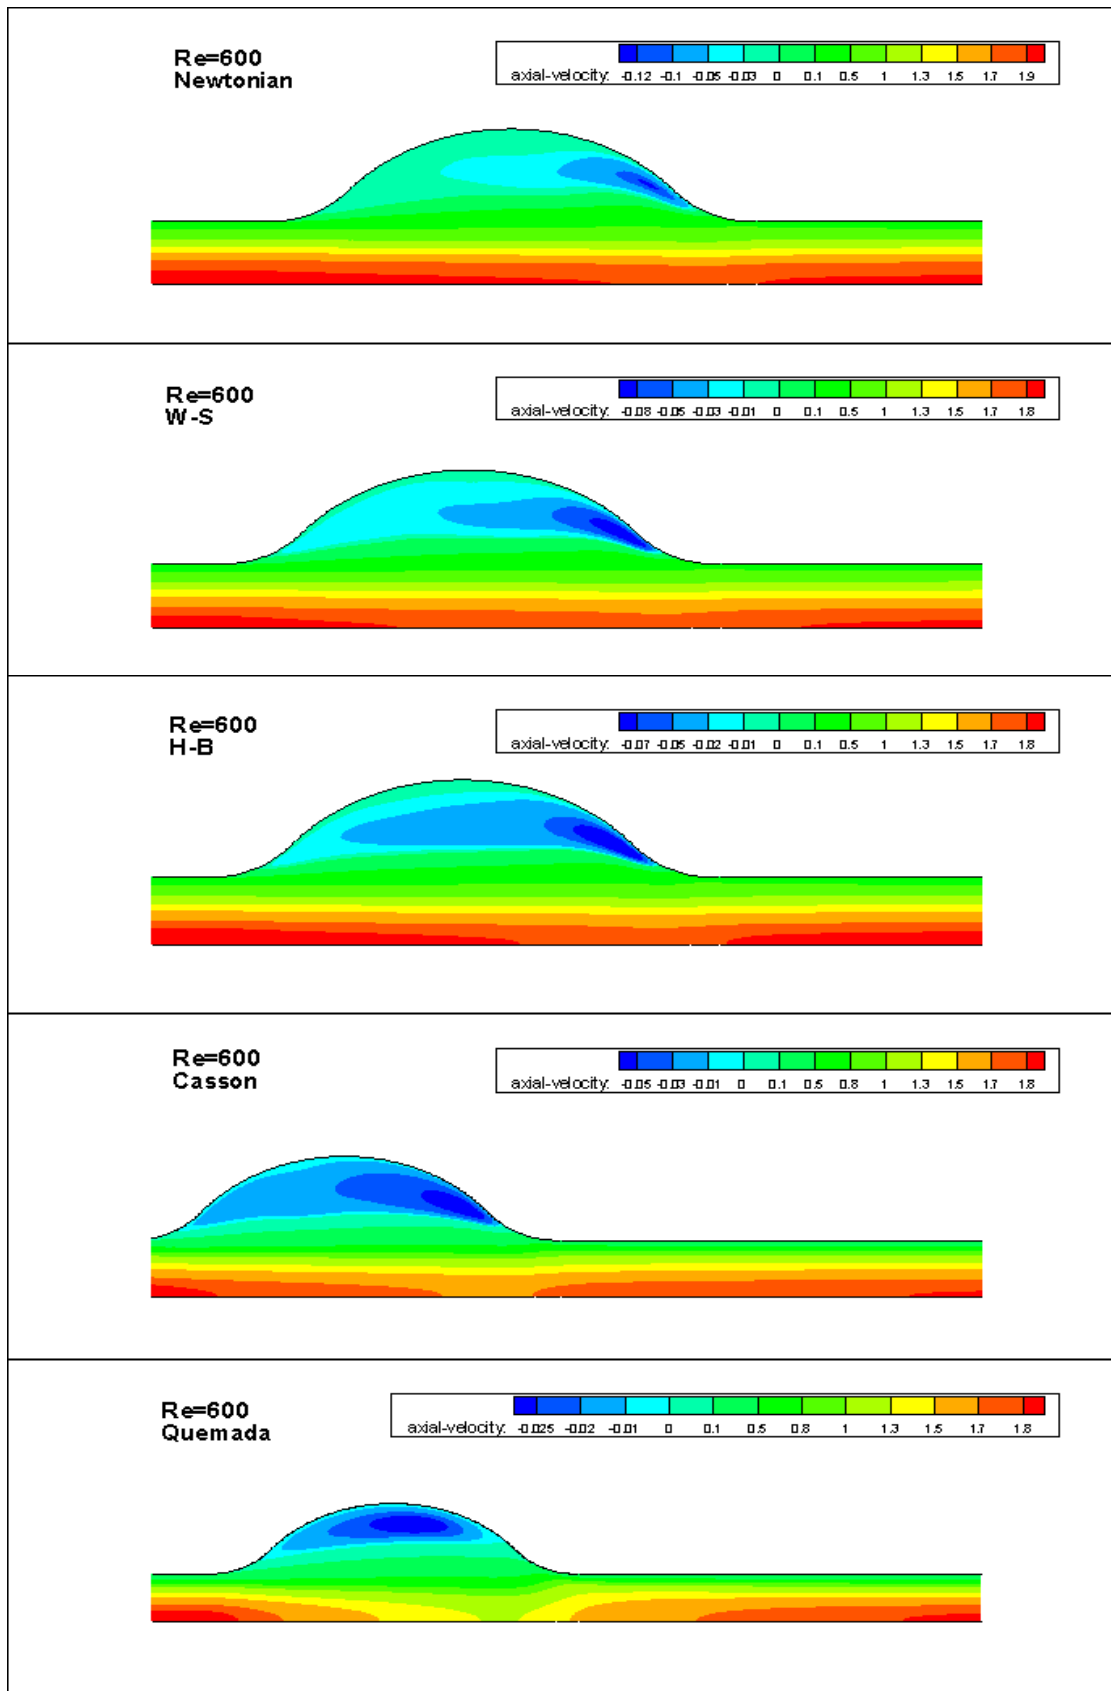 Re=600
Newtonian
axial-velocity: -0.12 -0.1 -0.05 -0.03 0 0.1 0.5 1 1.3 1.5 1.7 1.9
Re=600
W-S
axial-velocity: -0.08 -0.05 -0.03 -0.01 0 0.1 0.5 1 1.3 1.5 1.7 1.8
Re=600
H-B
axial-velocity: -0.07 -0.05 -0.02 -0.01 0 0.1 0.5 1 1.3 1.5 1.7 1.8
Re=600
Casson
axial-velocity: -0.05 -0.03 -0.01 0 0.1 0.5 0.8 1 1.3 1.5 1.7 1.8
Re=600
Quemada
axial-velocity: -0.025 -0.02 -0.01 0 0.1 0.5 0.8 1 1.3 1.5 1.7 1.8